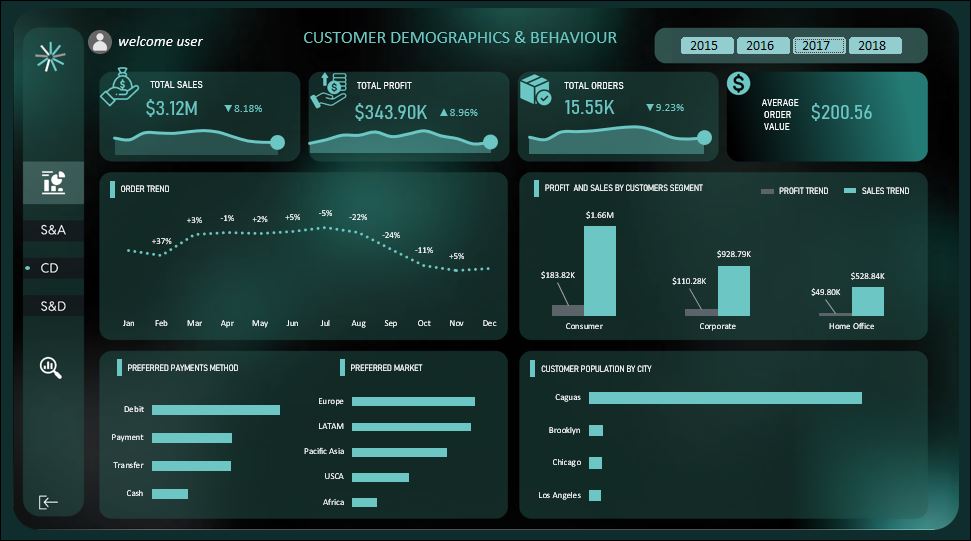 welcome user
CUSTOMER DEMOGRAPHICS & BEHAVIOUR
2015 2016 2017 2018
TOTAL SALES
$3.12M ▼8.18%
TOTAL PROFIT
$343.90K ▲8.96%
TOTAL ORDERS
15.55K ▼9.23%
AVERAGE
ORDER
VALUE
$200.56
S&A
CD
S&D
ORDER TREND
+37% +3% -1% +2% +5% -5% -22% -24% -11% +5%
Jan Feb Mar Apr May Jun Jul Aug Sep Oct Nov Dec
PROFIT AND SALES BY CUSTOMERS SEGMENT
PROFIT TREND SALES TREND
$183.82K $1.66M
$110.28K $928.79K
$49.80K $528.84K
Consumer Corporate Home Office
PREFERRED PAYMENTS METHOD
Debit
Payment
Transfer
Cash
PREFERRED MARKET
Europe
LATAM
Pacific Asia
USCA
Africa
CUSTOMER POPULATION BY CITY
Caguas
Brooklyn
Chicago
Los Angeles